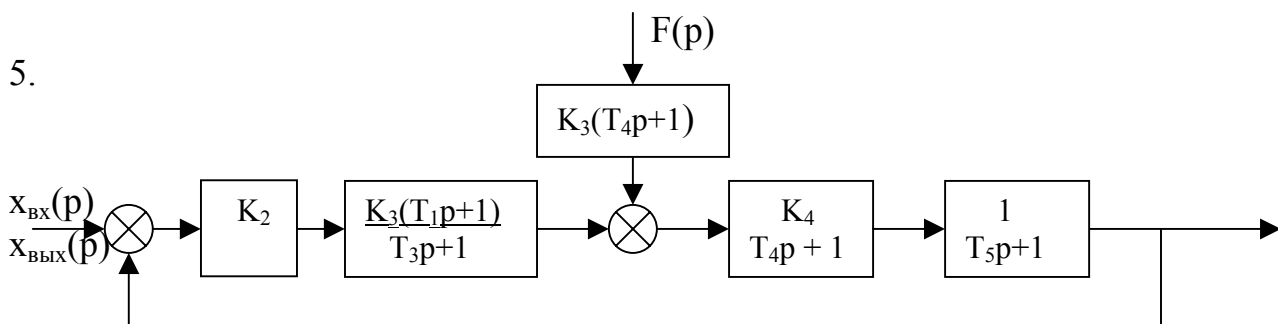 F(p)
5.
K₃(T₄p+1)
xвх(p)
xвых(p)
K₂
K₃(T₁p+1)
T₃p+1
K₄
T₄p + 1
1
T₅p+1